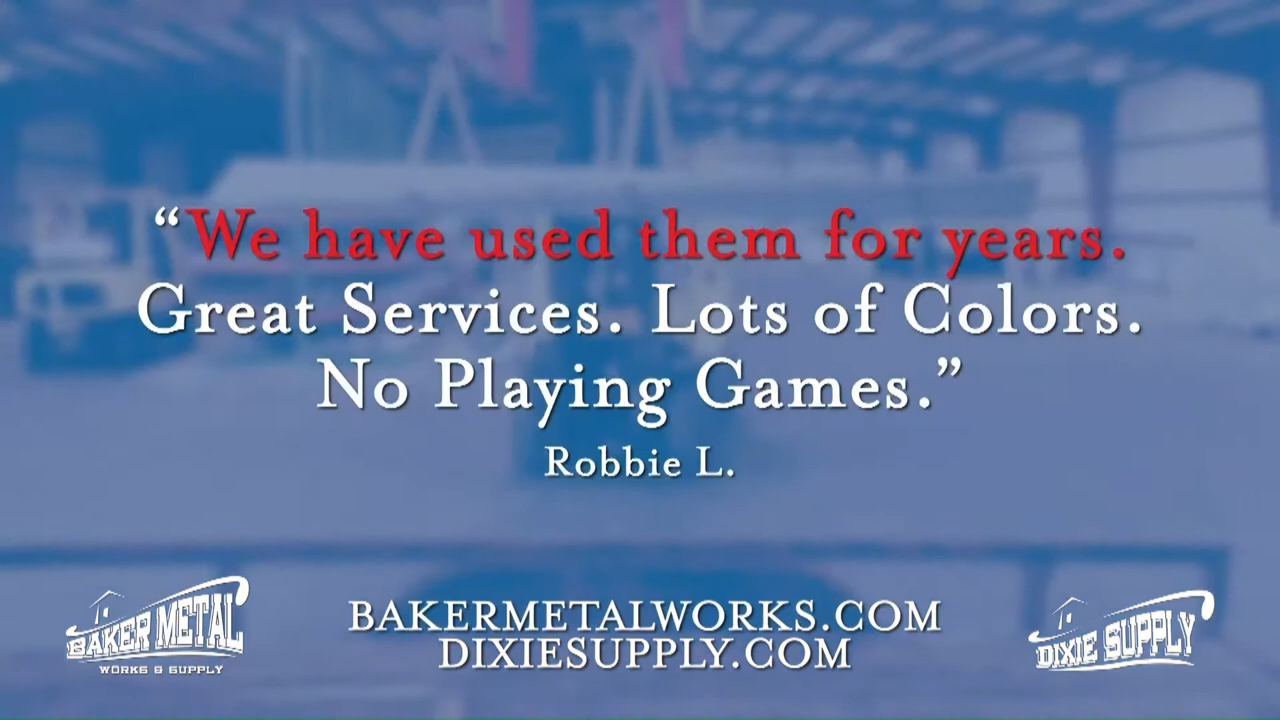 “We have used them for years.
Great Services. Lots of Colors.
No Playing Games.”
Robbie L.
BAKER METAL
WORKS & SUPPLY
BAKERMETALWORKS.COM
DIXIESUPPLY.COM
DIXIE SUPPLY